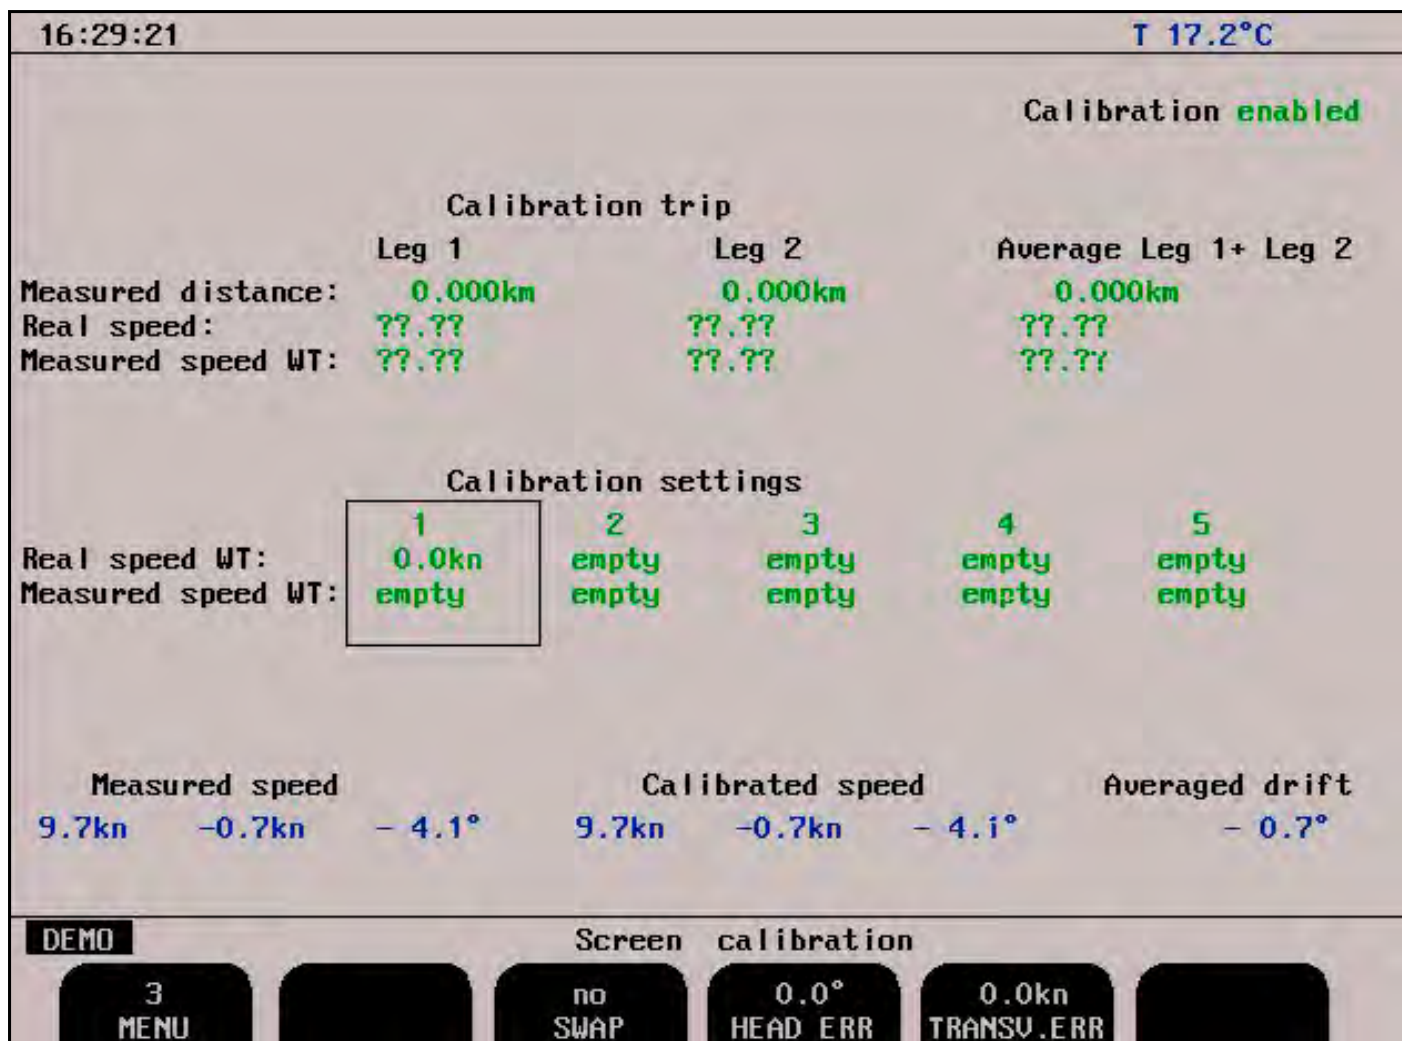 16:29:21 T 17.2°C
Calibration enabled
Calibration trip
Leg 1 Leg 2 Average Leg 1+ Leg 2
Measured distance: 0.000km 0.000km 0.000km
Real speed: ??.?? ??.?? ??.??
Measured speed WT: ??.?? ??.?? ??.??
Calibration settings
1 2 3 4 5
Real speed WT: 0.0kn empty empty empty empty
Measured speed WT: empty empty empty empty empty
Measured speed Calibrated speed Averaged drift
9.7kn -0.7kn - 4.1° 9.7kn -0.7kn - 4.1° - 0.7°
DEMO Screen calibration
3 no 0.0° 0.0kn
MENU SWAP HEAD ERR TRANSV.ERR